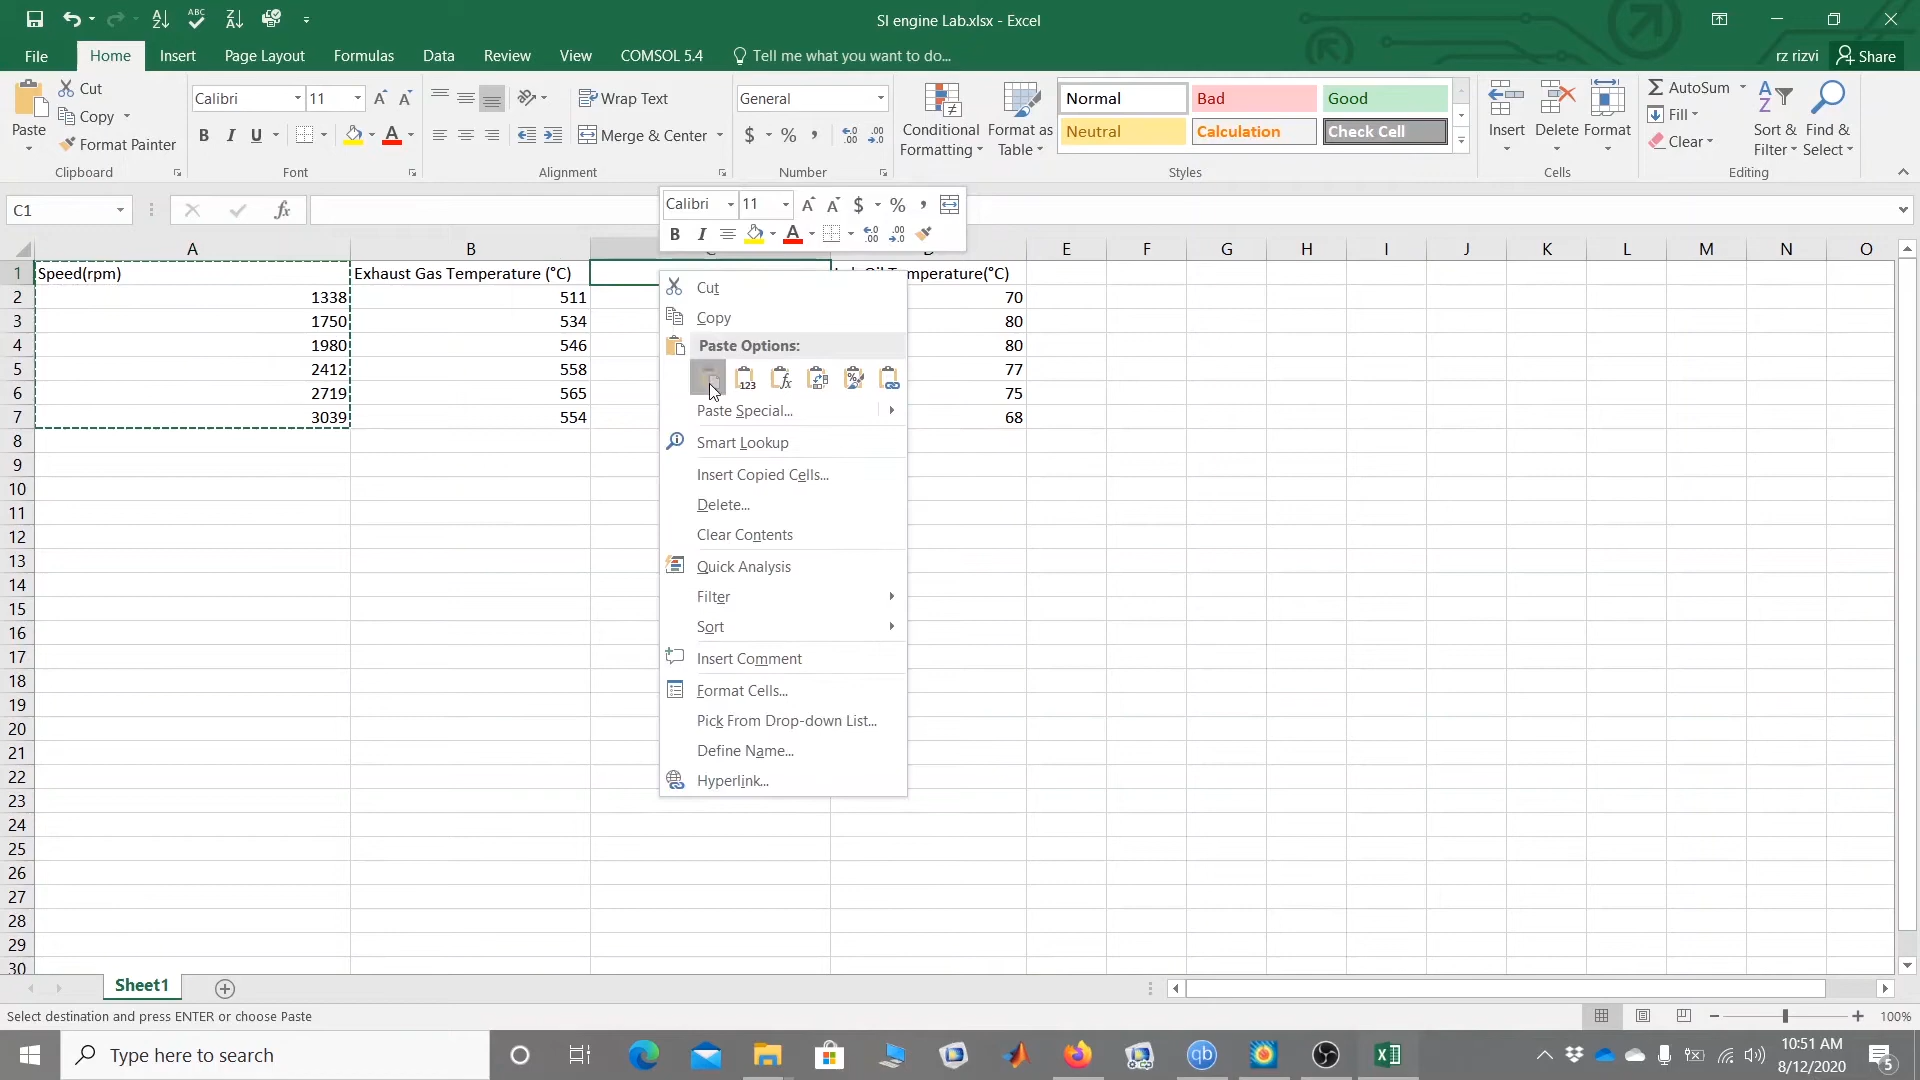 SI engine Lab.xlsx - Excel
File Home Insert Page Layout Formulas Data Review View COMSOL 5.4 Tell me what you want to do... rz rizvi Share
Cut
Copy
Format Painter
Paste
Clipboard
Calibri 11
B I U
Font
Wrap Text
Merge & Center
Alignment
General
$ % ,
Number
Conditional Formatting
Format as Table
Normal Bad Good
Neutral Calculation Check Cell
Styles
Insert Delete Format
Cells
AutoSum
Fill
Clear
Sort & Filter
Find & Select
Editing
C1
fx
Calibri 11 $ % ,
B I
A B C D E F G H I J K L M N O
1 Speed(rpm) Exhaust Gas Temperature (°C) mperature(°C)
2 1338 511 70
3 1750 534 80
4 1980 546 80
5 2412 558 77
6 2719 565 75
7 3039 554 68
8
9
10
11
12
13
14
15
16
17
18
19
20
21
22
23
24
25
26
27
28
29
30
Cut
Copy
Paste Options:
Paste Special...
Smart Lookup
Insert Copied Cells...
Delete...
Clear Contents
Quick Analysis
Filter
Sort
Insert Comment
Format Cells...
Pick From Drop-down List...
Define Name...
Hyperlink...
Sheet1
Select destination and press ENTER or choose Paste
100%
Type here to search
10:51 AM
8/12/2020
5